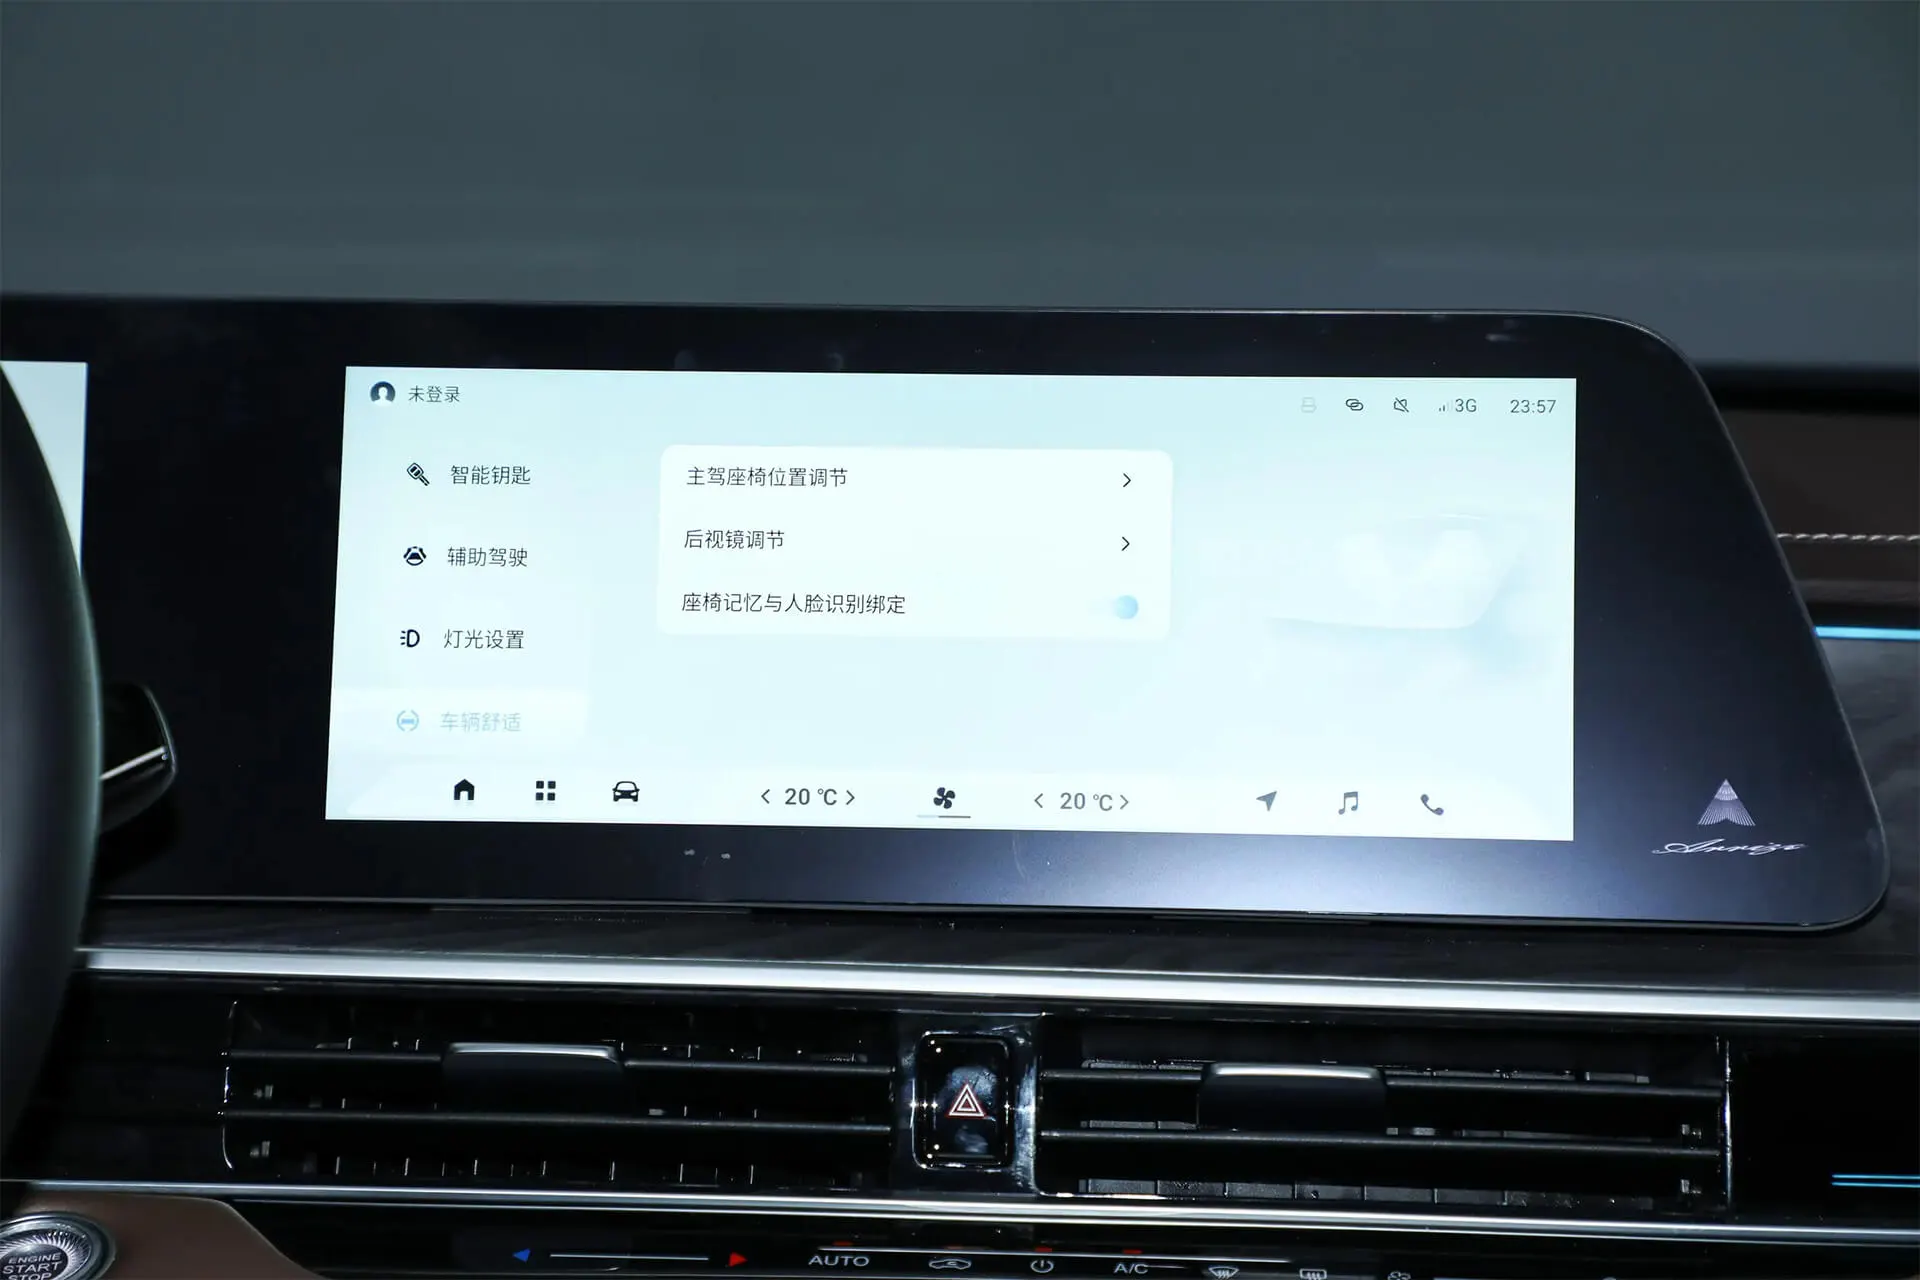 未登录
3G 23:57
智能钥匙
主驾座椅位置调节
辅助驾驶
后视镜调节
灯光设置
座椅记忆与人脸识别绑定
车辆舒适
< 20 ℃ >
< 20 ℃ >
Arrizo
ENGINE
START
STOP
AUTO
A/C